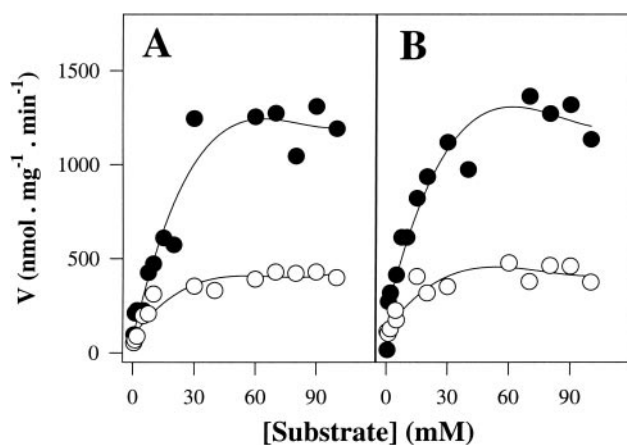 A B
1500
1000
500
0
V (nmol . mg⁻¹ . min⁻¹)
0 30 60 90 0 30 60 90
[Substrate] (mM)